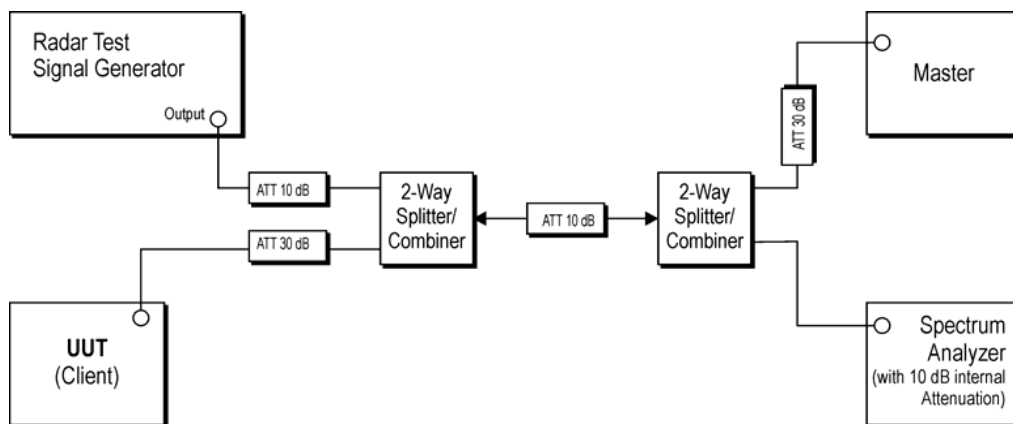 Radar Test
Signal Generator
Output
ATT 10 dB
ATT 30 dB
2-Way
Splitter/
Combiner
ATT 10 dB
2-Way
Splitter/
Combiner
ATT 30 dB
Master
UUT
(Client)
Spectrum
Analyzer
(with 10 dB internal
Attenuation)